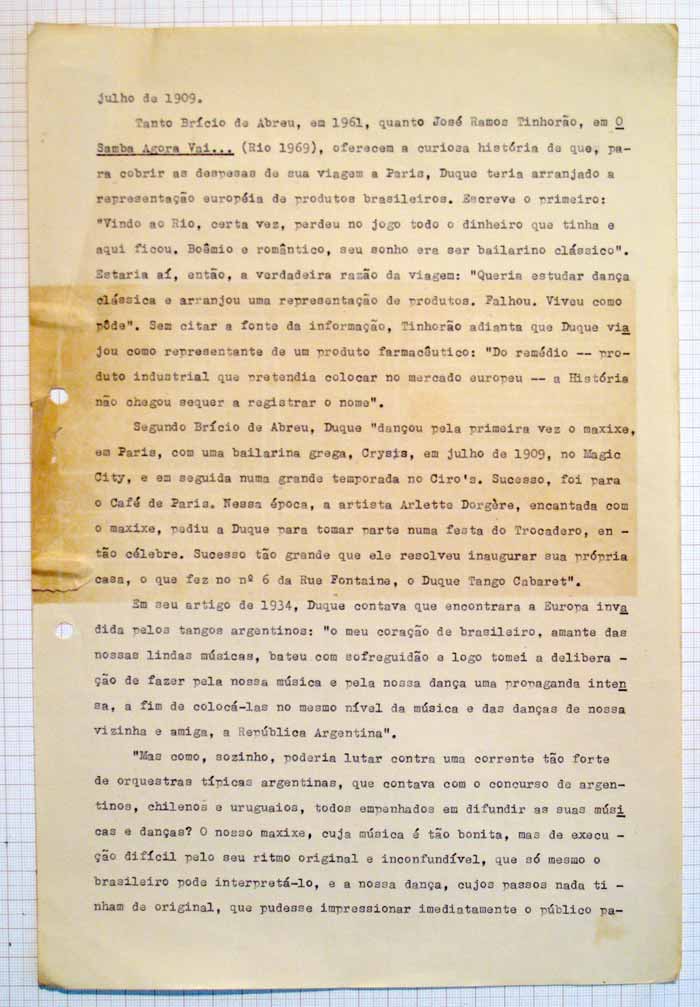 julho de 1909.
Tanto Brício de Abreu, em 1961, quanto José Ramos Tinhorão, em O
Samba Agora Vai... (Rio 1969), oferecem a curiosa história de que, pa-
ra cobrir as despesas de sua viagem a Paris, Duque teria arranjado a
representação européia de produtos brasileiros. Escreve o primeiro:
"Vindo ao Rio, certa vez, perdeu no jogo todo o dinheiro que tinha e
aqui ficou. Boêmio e romântico, seu sonho era ser bailarino clássico".
Estaria aí, então, a verdadeira razão da viagem: "Queria estudar dança
clássica e arranjou uma representação de produtos. Falhou. Viveu como
pôde". Sem citar a fonte da informação, Tinhorão adianta que Duque via
jou como representante de um produto farmacêutico: "Do remédio -- pro-
duto industrial que pretendia colocar no mercado europeu -- a História
não chegou sequer a registrar o nome".
Segundo Brício de Abreu, Duque "dançou pela primeira vez o maxixe,
em Paris, com uma bailarina grega, Crysis, em julho de 1909, no Magic
City, e em seguida numa grande temporada no Ciro's. Sucesso, foi para
o Café de Paris. Nessa época, a artista Arlette Dorgère, encantada com
o maxixe, pediu a Duque para tomar parte numa festa do Trocadero, en -
tão célebre. Sucesso tão grande que ele resolveu inaugurar sua própria
casa, o que fez no nº 6 da Rue Fontaine, o Duque Tango Cabaret".
Em seu artigo de 1934, Duque contava que encontrara a Europa inva
dida pelos tangos argentinos: "o meu coração de brasileiro, amante das
nossas lindas músicas, bateu com sofreguidão e logo tomei a delibera -
ção de fazer pela nossa música e pela nossa dança uma propaganda inten
sa, a fim de colocá-las no mesmo nível da música e das danças de nossa
vizinha e amiga, a República Argentina".
"Mas como, sozinho, poderia lutar contra uma corrente tão forte
de orquestras típicas argentinas, que contava com o concurso de argen-
tinos, chilenos e uruguaios, todos empenhados em difundir as suas músi
cas e danças? O nosso maxixe, cuja música é tão bonita, mas de execu -
ção difícil pelo seu ritmo original e inconfundível, que só mesmo o
brasileiro pode interpretá-lo, e a nossa dança, cujos passos nada ti -
nham de original, que pudesse impressionar imediatamente o público pa-